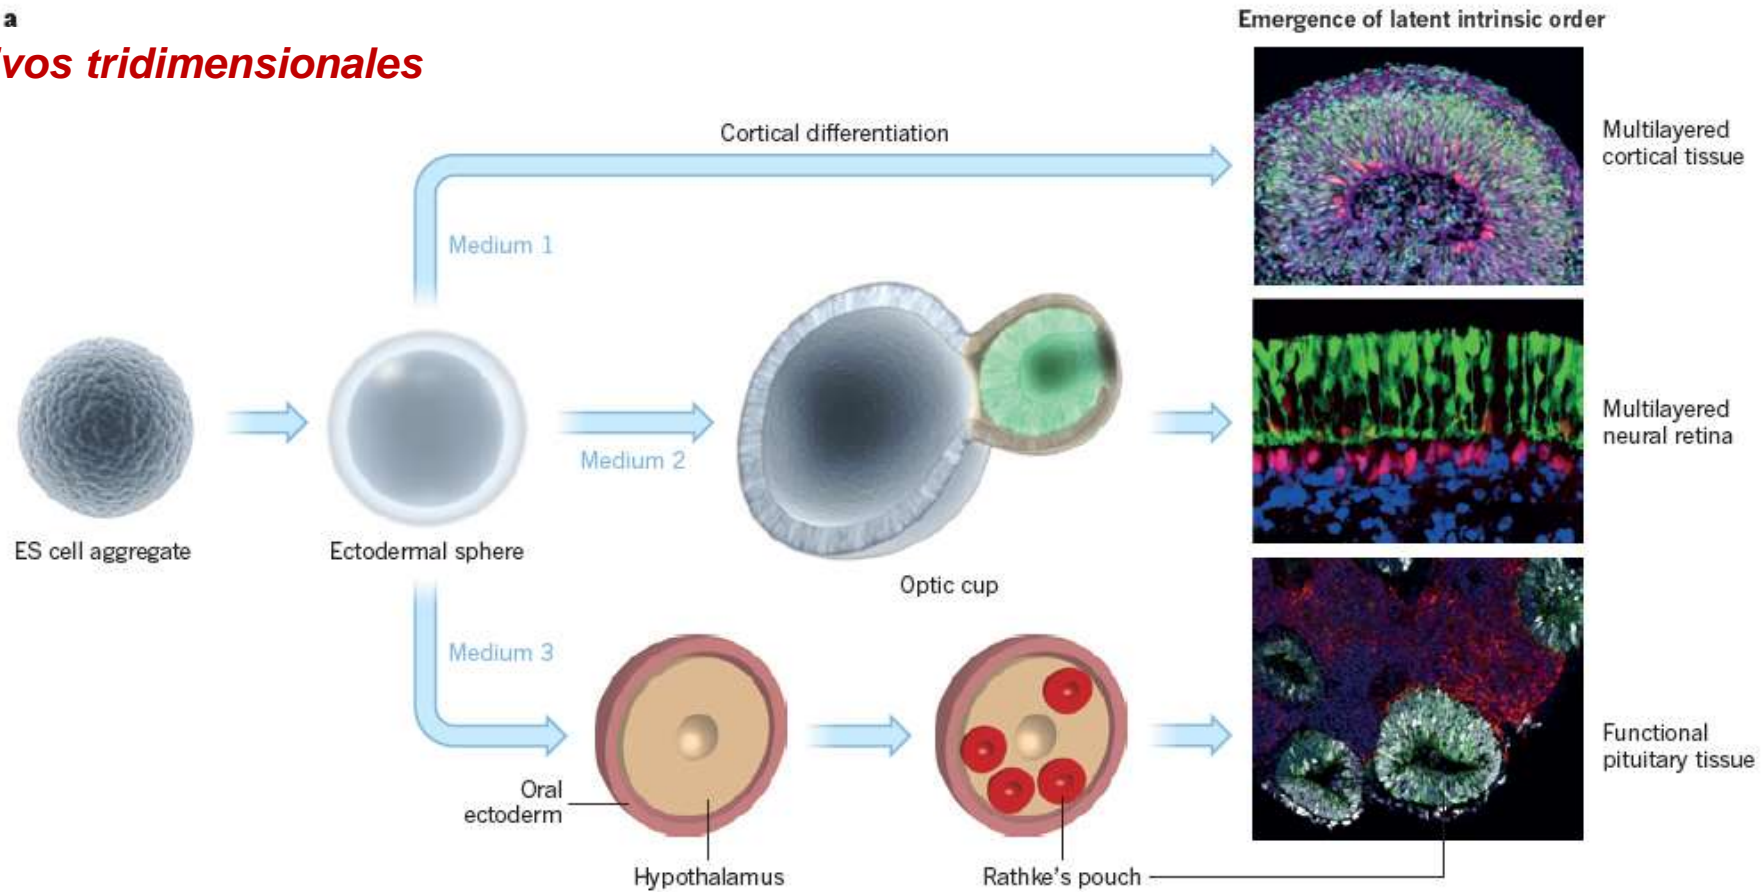 a
tridimensionales
Emergence of latent intrinsic order
Cortical differentiation
Multilayered
cortical tissue
Medium 1
Medium 2
Multilayered
neural retina
ES cell aggregate
Ectodermal sphere
Optic cup
Medium 3
Oral
ectoderm
Functional
pituitary tissue
Hypothalamus
Rathke's pouch